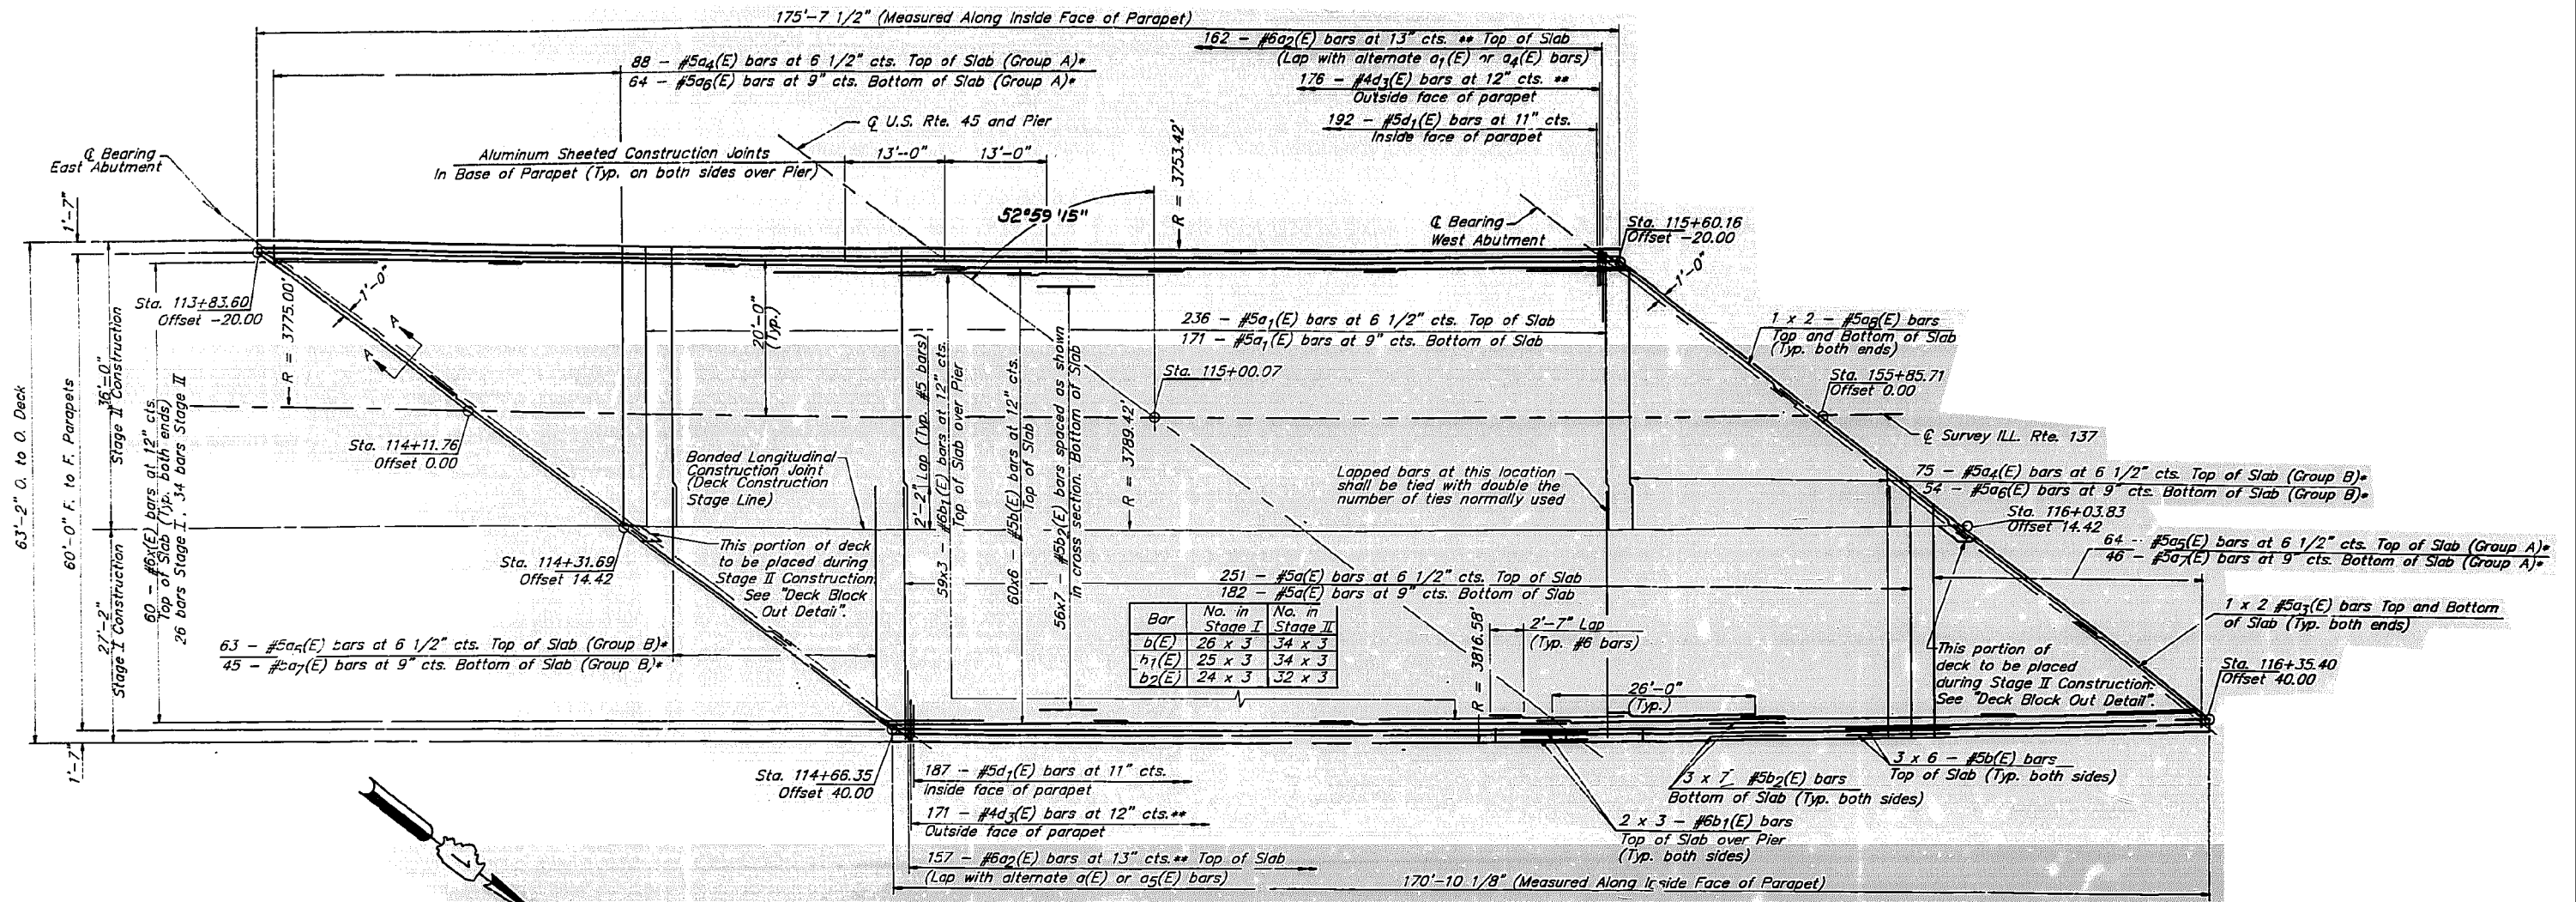 175'-7 1/2" (Measured Along Inside Face of Parapet)
162 - #6a2(E) bars at 13" cts. ** Top of Slab
(Lap with alternate a1(E) or a4(E) bars)
88 - #5a4(E) bars at 6 1/2" cts. Top of Slab (Group A)*
64 - #5a6(E) bars at 9" cts. Bottom of Slab (Group A)*
176 - #4d3(E) bars at 12" cts. **
Outside face of parapet
192 - #5d1(E) bars at 11" cts.
Inside face of parapet
℄ U.S. Rte. 45 and Pier
℄ Bearing
East Abutment
Aluminum Sheeted Construction Joints
In Base of Parapet (Typ. on both sides over Pier)
13'-0"
13'-0"
R = 3753.42'
52°59'15"
℄ Bearing
West Abutment
Sta. 115+60.16
Offset -20.00
1'-7"
1'-0"
1'-0"
Sta. 113+83.60
Offset -20.00
R = 3775.00'
A
A
20'-0"
(Typ.)
236 - #5a1(E) bars at 6 1/2" cts. Top of Slab
171 - #5a1(E) bars at 9" cts. Bottom of Slab
1 x 2 - #5a8(E) bars
Top and Bottom of Slab
(Typ. both ends)
Sta. 115+00.07
Sta. 155+85.71
Offset 0.00
℄ Survey ILL. Rte. 137
63'-2" O. to O. Deck
60'-0" F. to F. Parapets
36'-0"
Stage II Construction
27'-2"
Stage I Construction
60 - #6x(E) bars at 12" cts.
Top of Slab (Typ. both ends)
26 bars Stage I, 34 bars Stage II
Sta. 114+11.76
Offset 0.00
Bonded Longitudinal
Construction Joint
(Deck Construction
Stage Line)
2'-2" Lap (Typ. #5 bars)
59x3 - #6b1(E) bars at 12" cts.
Top of Slab over Pier
60x6 - #5b(E) bars at 12" cts.
Top of Slab
56x7 - #5b2(E) bars spaced as shown
in cross section. Bottom of Slab
R = 3789.42'
Lapped bars at this location
shall be tied with double the
number of ties normally used
75 - #5a4(E) bars at 6 1/2" cts. Top of Slab (Group B)*
54 - #5a6(E) bars at 9" cts. Bottom of Slab (Group B)*
Sta. 116+03.83
Offset 14.42
64 - #5a5(E) bars at 6 1/2" cts. Top of Slab (Group A)*
46 - #5a7(E) bars at 9" cts. Bottom of Slab (Group A)*
Sta. 114+31.69
Offset 14.42
This portion of deck
to be placed during
Stage II Construction.
See "Deck Block
Out Detail".
251 - #5a(E) bars at 6 1/2" cts. Top of Slab
182 - #5a(E) bars at 9" cts. Bottom of Slab
Bar No. in Stage I No. in Stage II
b(E) 26 x 3 34 x 3
b1(E) 25 x 3 34 x 3
b2(E) 24 x 3 32 x 3
2'-7" Lap
(Typ. #6 bars)
R = 3816.58'
26'-0"
(Typ.)
1 x 2 #5a3(E) bars Top and Bottom
of Slab (Typ. both ends)
This portion of
deck to be placed
during Stage II Construction.
See "Deck Block Out Detail".
Sta. 116+35.40
Offset 40.00
63 - #5a5(E) bars at 6 1/2" cts. Top of Slab (Group B)*
45 - #5a7(E) bars at 9" cts. Bottom of Slab (Group B)*
1'-7"
Sta. 114+66.35
Offset 40.00
187 - #5d1(E) bars at 11" cts.
Inside face of parapet
171 - #4d3(E) bars at 12" cts.**
Outside face of parapet
157 - #6a2(E) bars at 13" cts.** Top of Slab
(Lap with alternate a(E) or a5(E) bars)
3 x 6 - #5b(E) bars
Top of Slab (Typ. both sides)
3 x 7 #5b2(E) bars
Bottom of Slab (Typ. both sides)
2 x 3 - #6b1(E) bars
Top of Slab over Pier
(Typ. both sides)
170'-10 1/8" (Measured Along Inside Face of Parapet)